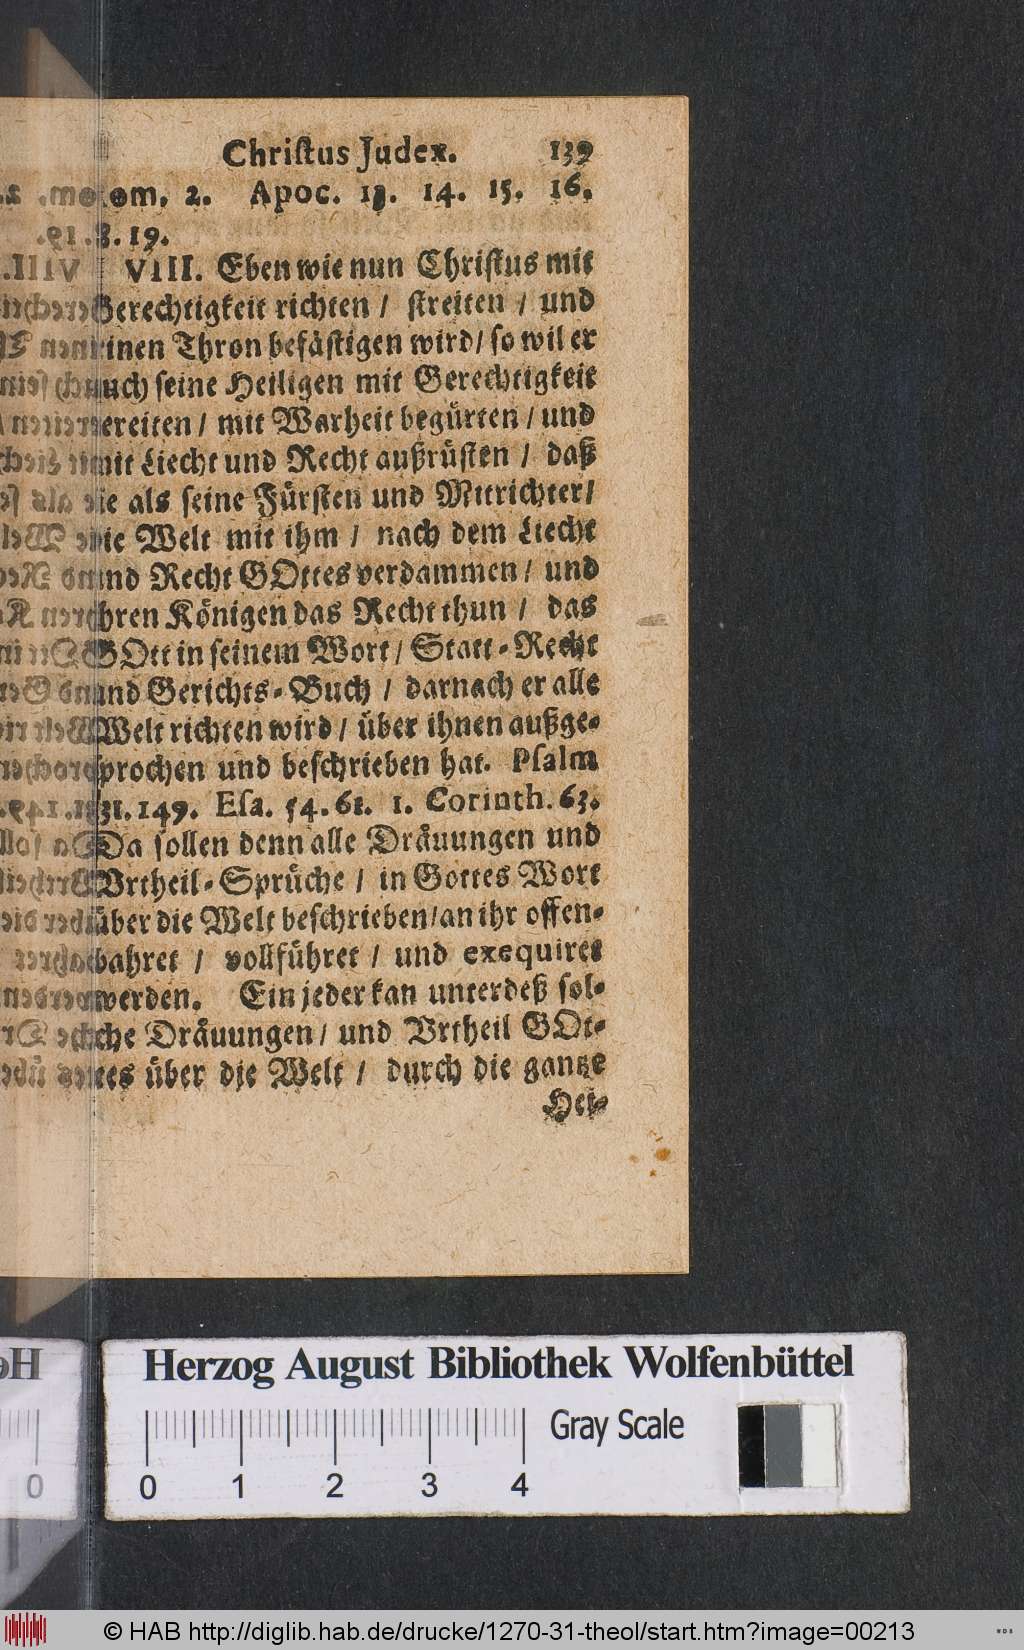 Christus Judex. 139
om. 2. Apoc. 13. 14. 15. 16.
18. 19.
VIII. Eben wie nun Christus mit
Gerechtigkeit richten / streiten / und
inen Thron befästigen wird / so wil er
uch seine Heiligen mit Gerechtigkeit
ereiten / mit Warheit begürten / und
mit Liecht und Recht außrüsten / daß
sie als seine Fürsten und Mitrichter /
die Welt mit ihm / nach dem Liecht
und Recht GOttes verdammen / und
ihren Königen das Recht thun / das
GOtt in seinem Wort / Statt-Recht
und Gerichts-Buch / darnach er alle
Welt richten wird / über ihnen außge-
sprochen und beschrieben hat. Psalm
149. Esa. 54. 61. 1. Corinth. 63.
Da sollen denn alle Dräuungen und
Vrtheil-Sprüche / in Gottes Wort
über die Welt beschrieben / an ihr offen-
bahret / vollführet / und exequiret
werden. Ein jeder kan unterdeß sol-
che Dräuungen / und Vrtheil GOt-
tes über die Welt / durch die gantze
Hei-
Herzog August Bibliothek Wolfenbüttel
0 1 2 3 4 Gray Scale
© HAB http://diglib.hab.de/drucke/1270-31-theol/start.htm?image=00213